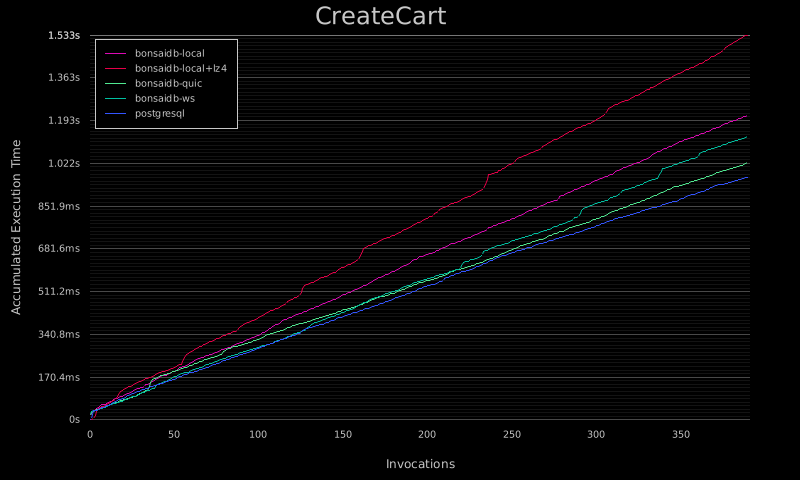 CreateCart
1.533s
1.363s
1.193s
1.022s
851.9ms
681.6ms
511.2ms
340.8ms
170.4ms
0s
Accumulated Execution Time
bonsaidb-local
bonsaidb-local+lz4
bonsaidb-quic
bonsaidb-ws
postgresql
0 50 100 150 200 250 300 350
Invocations